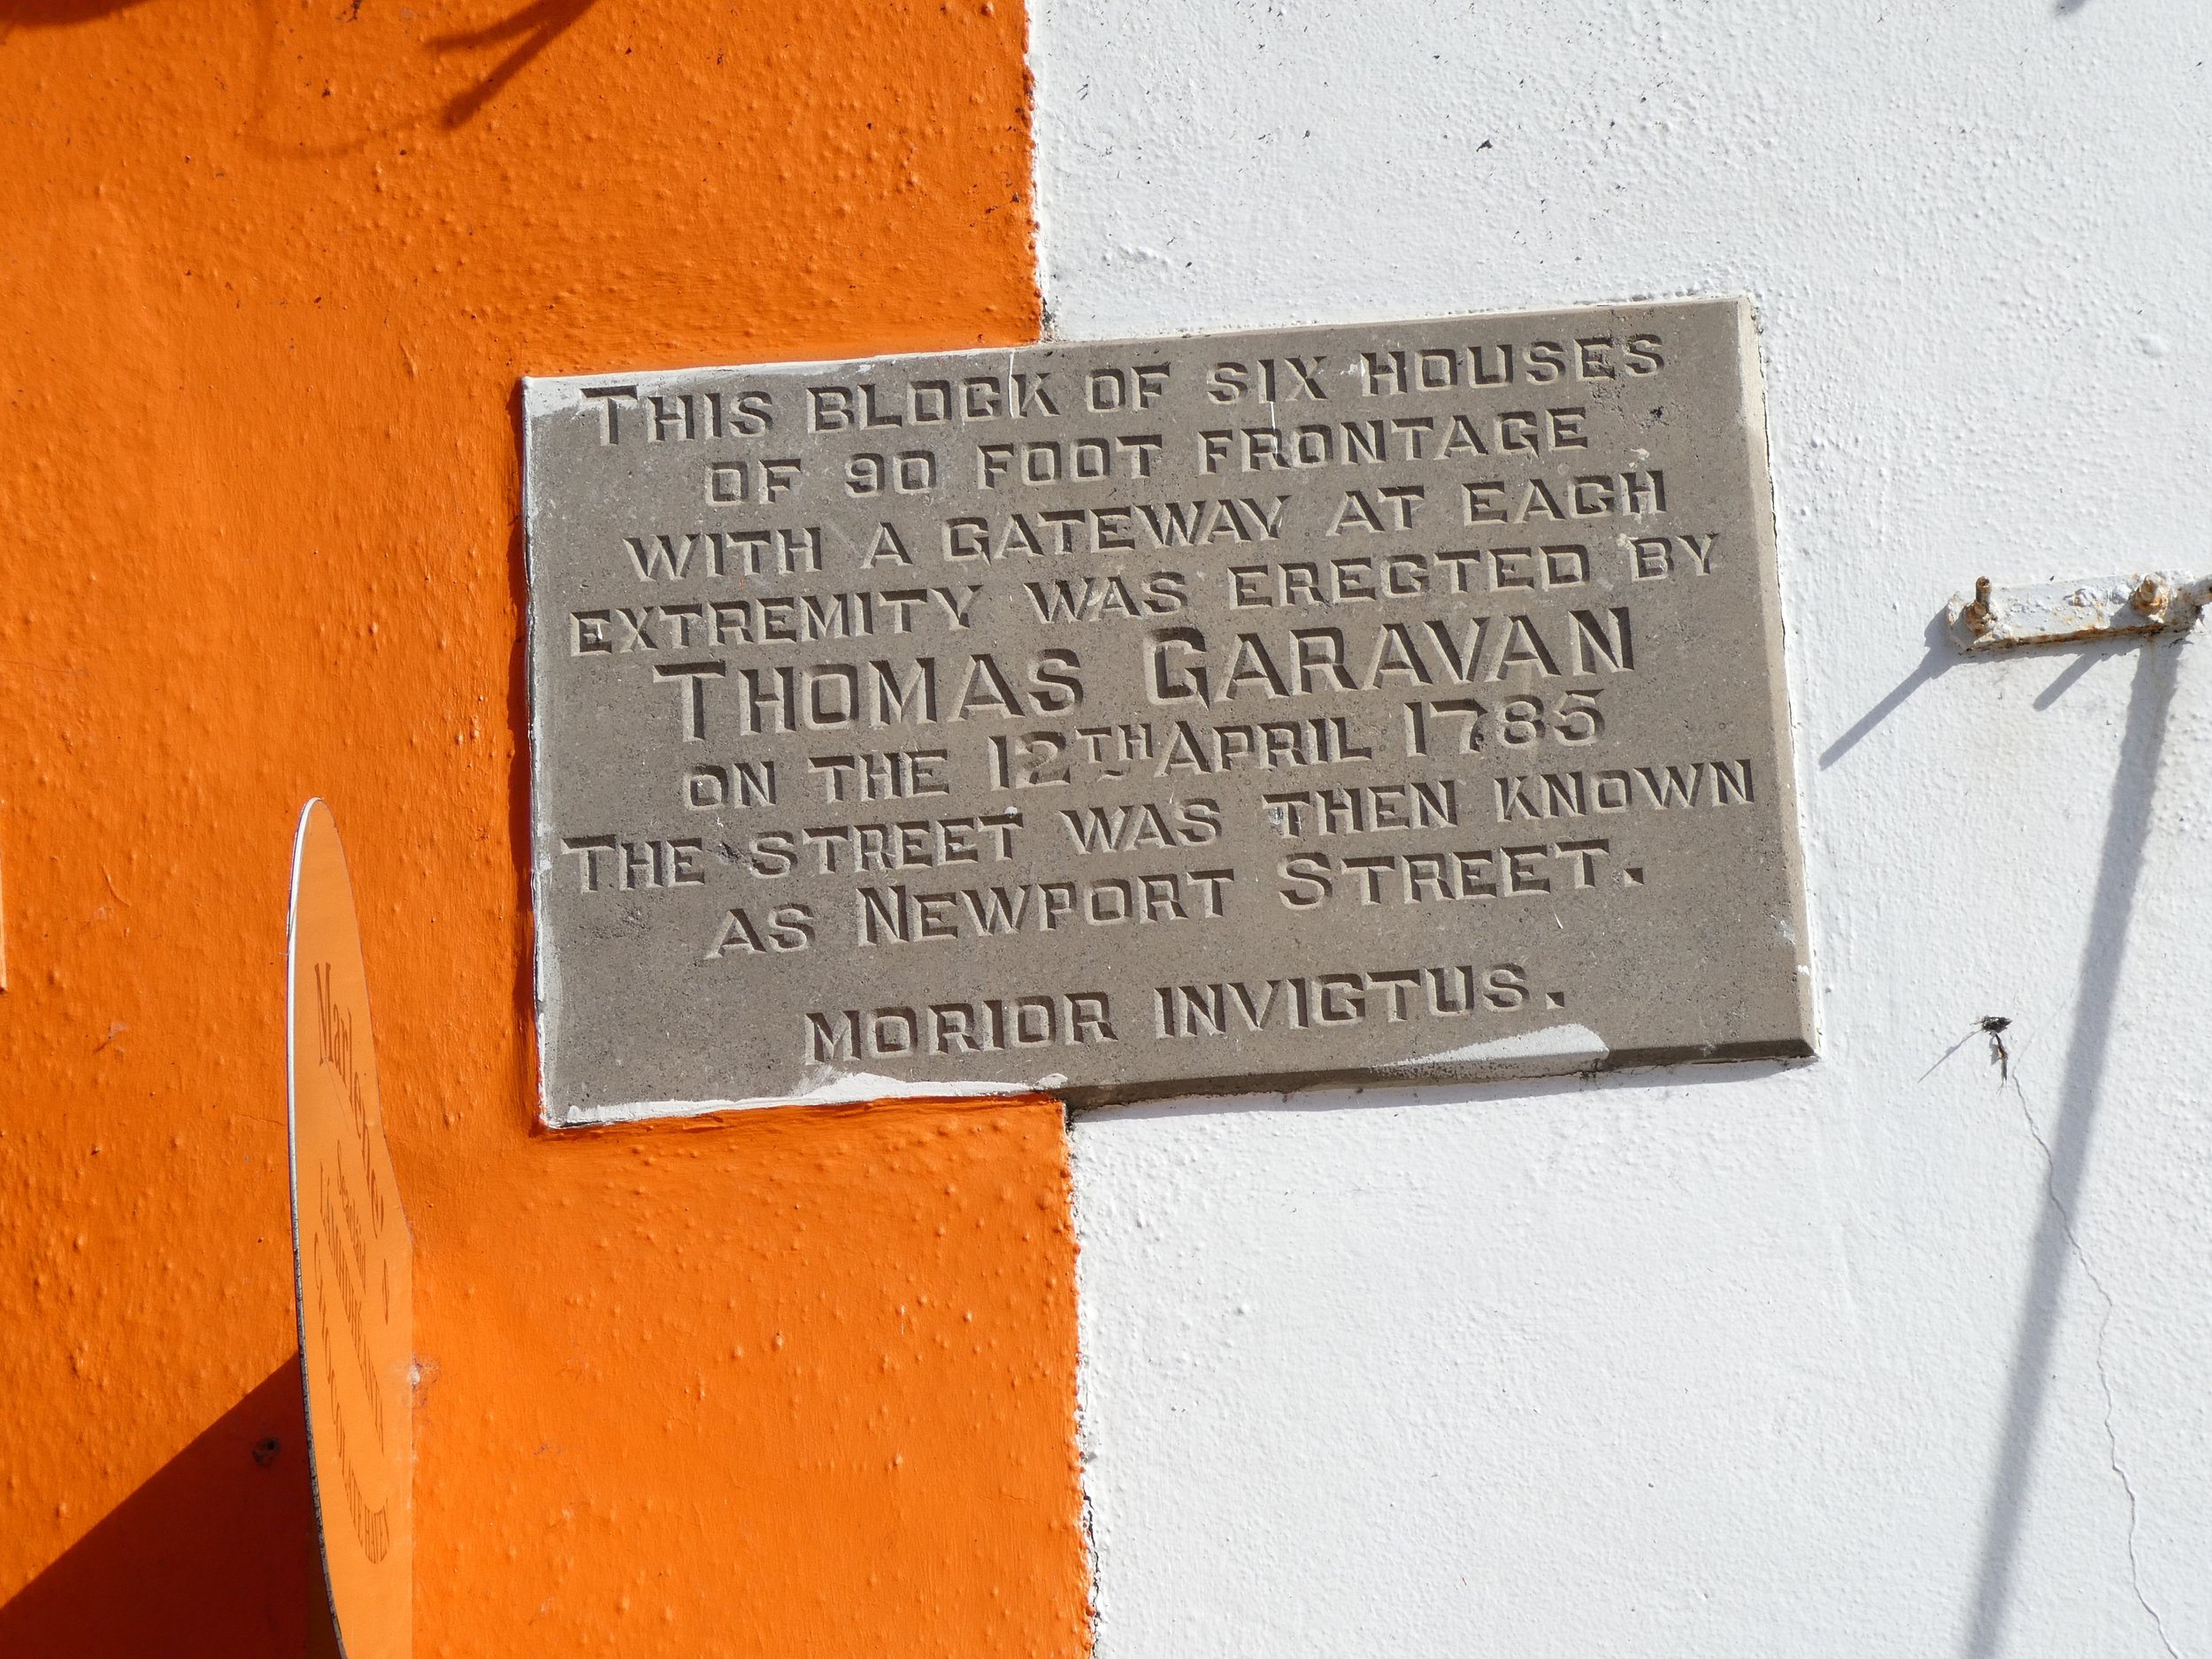 THIS BLOCK OF SIX HOUSES
OF 90 FOOT FRONTAGE
WITH A GATEWAY AT EACH
EXTREMITY WAS ERECTED BY
THOMAS GARAVAN
ON THE 12TH APRIL 1785
THE STREET WAS THEN KNOWN
AS NEWPORT STREET.
MORIOR INVICTUS.